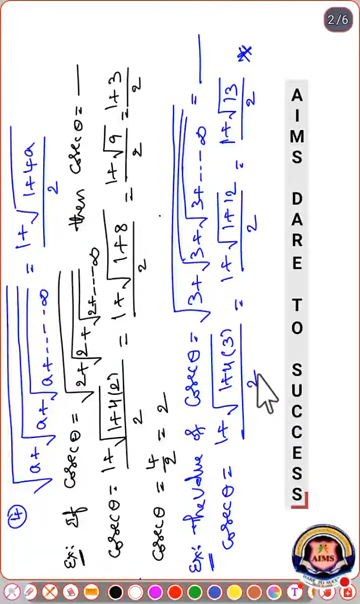 2/6
④ √a+√a+√a+-----∞ = 1+√1+4a / 2
Ex:- If cosecθ = √2+√2+√2+----∞ then cosecθ = —
cosecθ = 1+√1+4(2) / 2 = 1+√1+8 / 2 = 1+√9 / 2 = 1+3 / 2
cosecθ = 4/2 = 2
Ex:- The value of cosecθ = √3+√3+√3+----∞ = —
cosecθ = 1+√1+4(3) / 2 = 1+√1+12 / 2 = 1+√13 / 2
AIMS DARE TO SUCCESS
AIMS